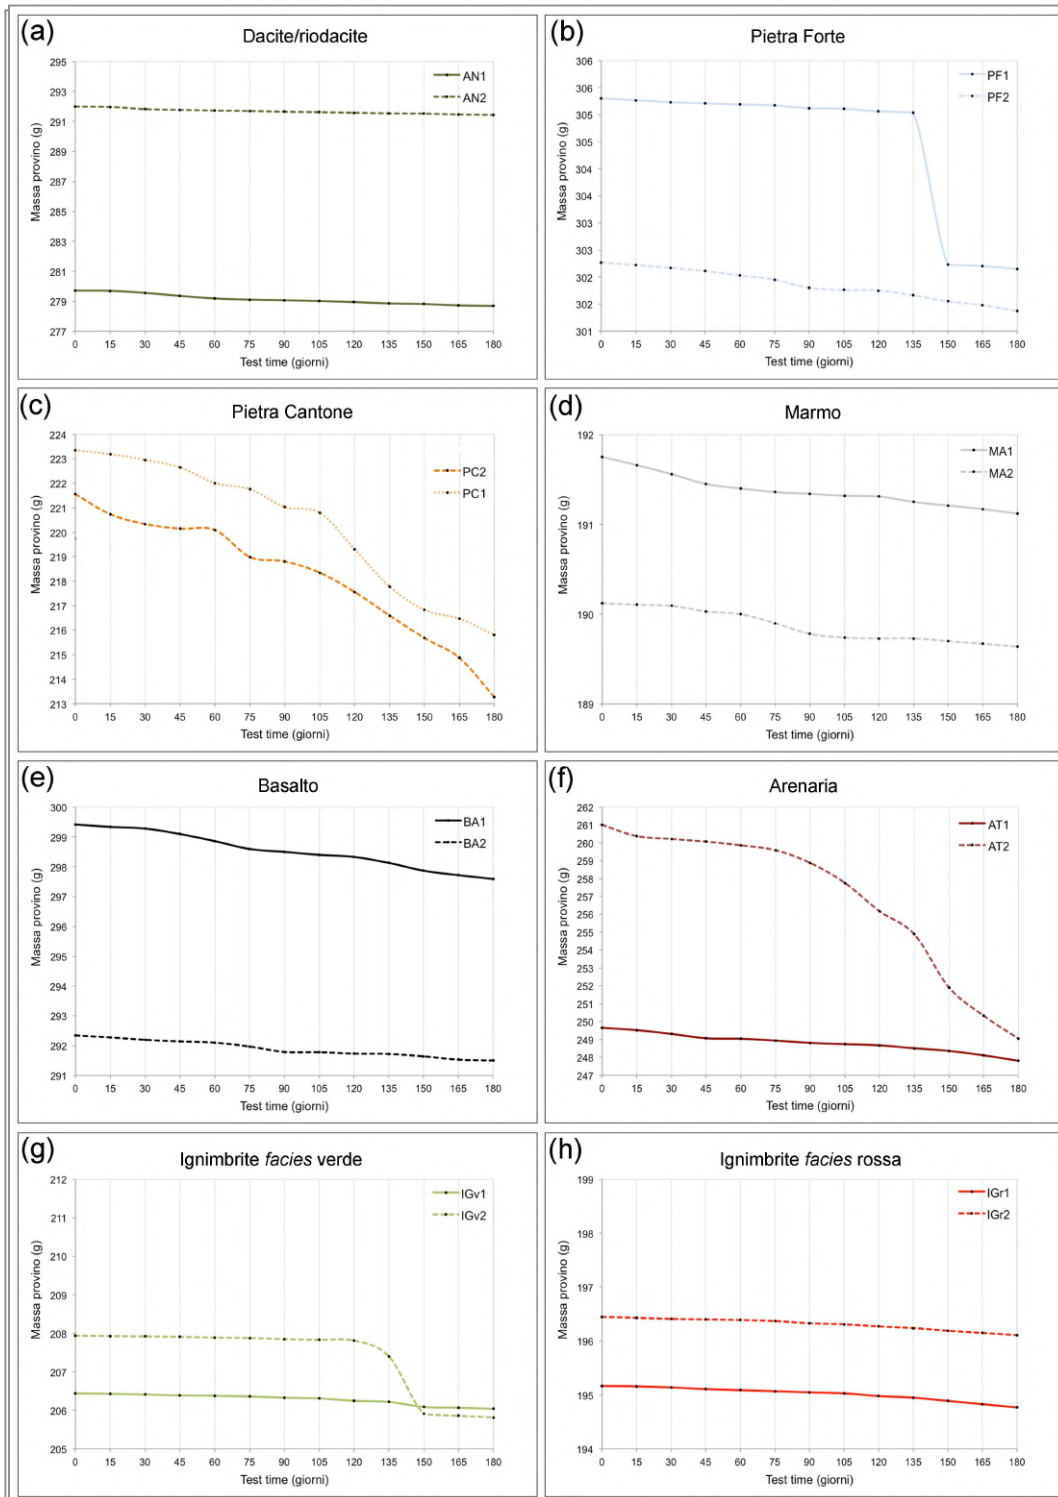 (a)
Dacite/riodacite
AN1
AN2
Massa provino (g)
295
293
291
289
287
285
283
281
279
277
0 15 30 45 60 75 90 105 120 135 150 165 180
Test time (giorni)
(b)
Pietra Forte
PF1
PF2
Massa provino (g)
306
305
305
304
304
303
303
302
302
301
0 15 30 45 60 75 90 105 120 135 150 165 180
Test time (giorni)
(c)
Pietra Cantone
PC2
PC1
Massa provino (g)
224
223
222
221
220
219
218
217
216
215
214
213
0 15 30 45 60 75 90 105 120 135 150 165 180
Test time (giorni)
(d)
Marmo
MA1
MA2
Massa provino (g)
192
191
190
189
0 15 30 45 60 75 90 105 120 135 150 165 180
Test time (giorni)
(e)
Basalto
BA1
BA2
Massa provino (g)
300
299
298
297
296
295
294
293
292
291
0 15 30 45 60 75 90 105 120 135 150 165 180
Test time (giorni)
(f)
Arenaria
AT1
AT2
Massa provino (g)
262
261
260
259
258
257
256
255
254
253
252
251
250
249
248
247
0 15 30 45 60 75 90 105 120 135 150 165 180
Test time (giorni)
(g)
Ignimbrite facies verde
IGv1
IGv2
Massa provino (g)
212
211
210
209
208
207
206
205
0 15 30 45 60 75 90 105 120 135 150 165 180
Test time (giorni)
(h)
Ignimbrite facies rossa
IGr1
IGr2
Massa provino (g)
199
198
197
196
195
194
0 15 30 45 60 75 90 105 120 135 150 165 180
Test time (giorni)